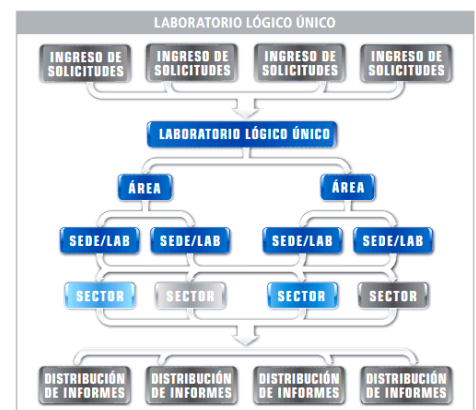 LABORATORIO LÓGICO ÚNICO
INGRESO DE
SOLICITUDES
INGRESO DE
SOLICITUDES
INGRESO DE
SOLICITUDES
INGRESO DE
SOLICITUDES
LABORATORIO LÓGICO ÚNICO
ÁREA
ÁREA
SEDE/LAB
SEDE/LAB
SEDE/LAB
SEDE/LAB
SECTOR
SECTOR
SECTOR
SECTOR
DISTRIBUCIÓN
DE INFORMES
DISTRIBUCIÓN
DE INFORMES
DISTRIBUCIÓN
DE INFORMES
DISTRIBUCIÓN
DE INFORMES